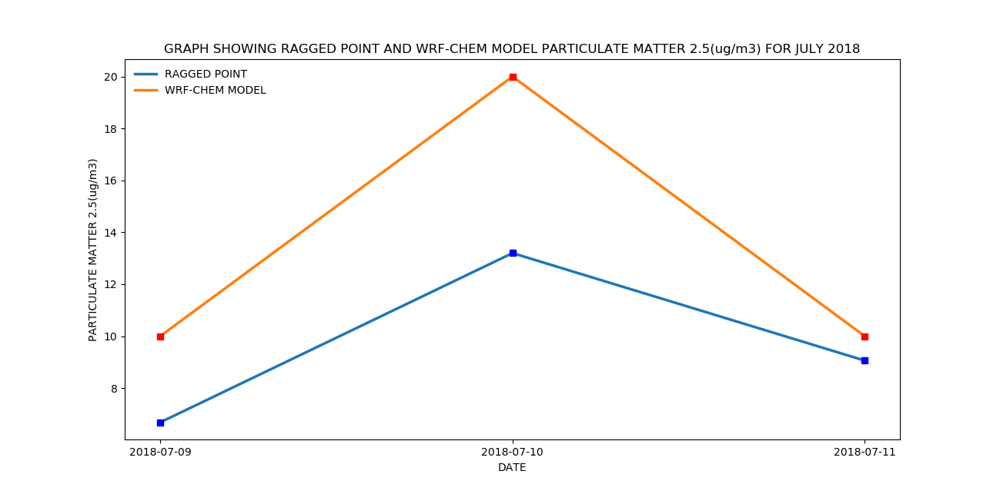 GRAPH SHOWING RAGGED POINT AND WRF-CHEM MODEL PARTICULATE MATTER 2.5(ug/m3) FOR JULY 2018
RAGGED POINT
WRF-CHEM MODEL
PARTICULATE MATTER 2.5(ug/m3)
20
18
16
14
12
10
8
2018-07-09 2018-07-10 2018-07-11
DATE